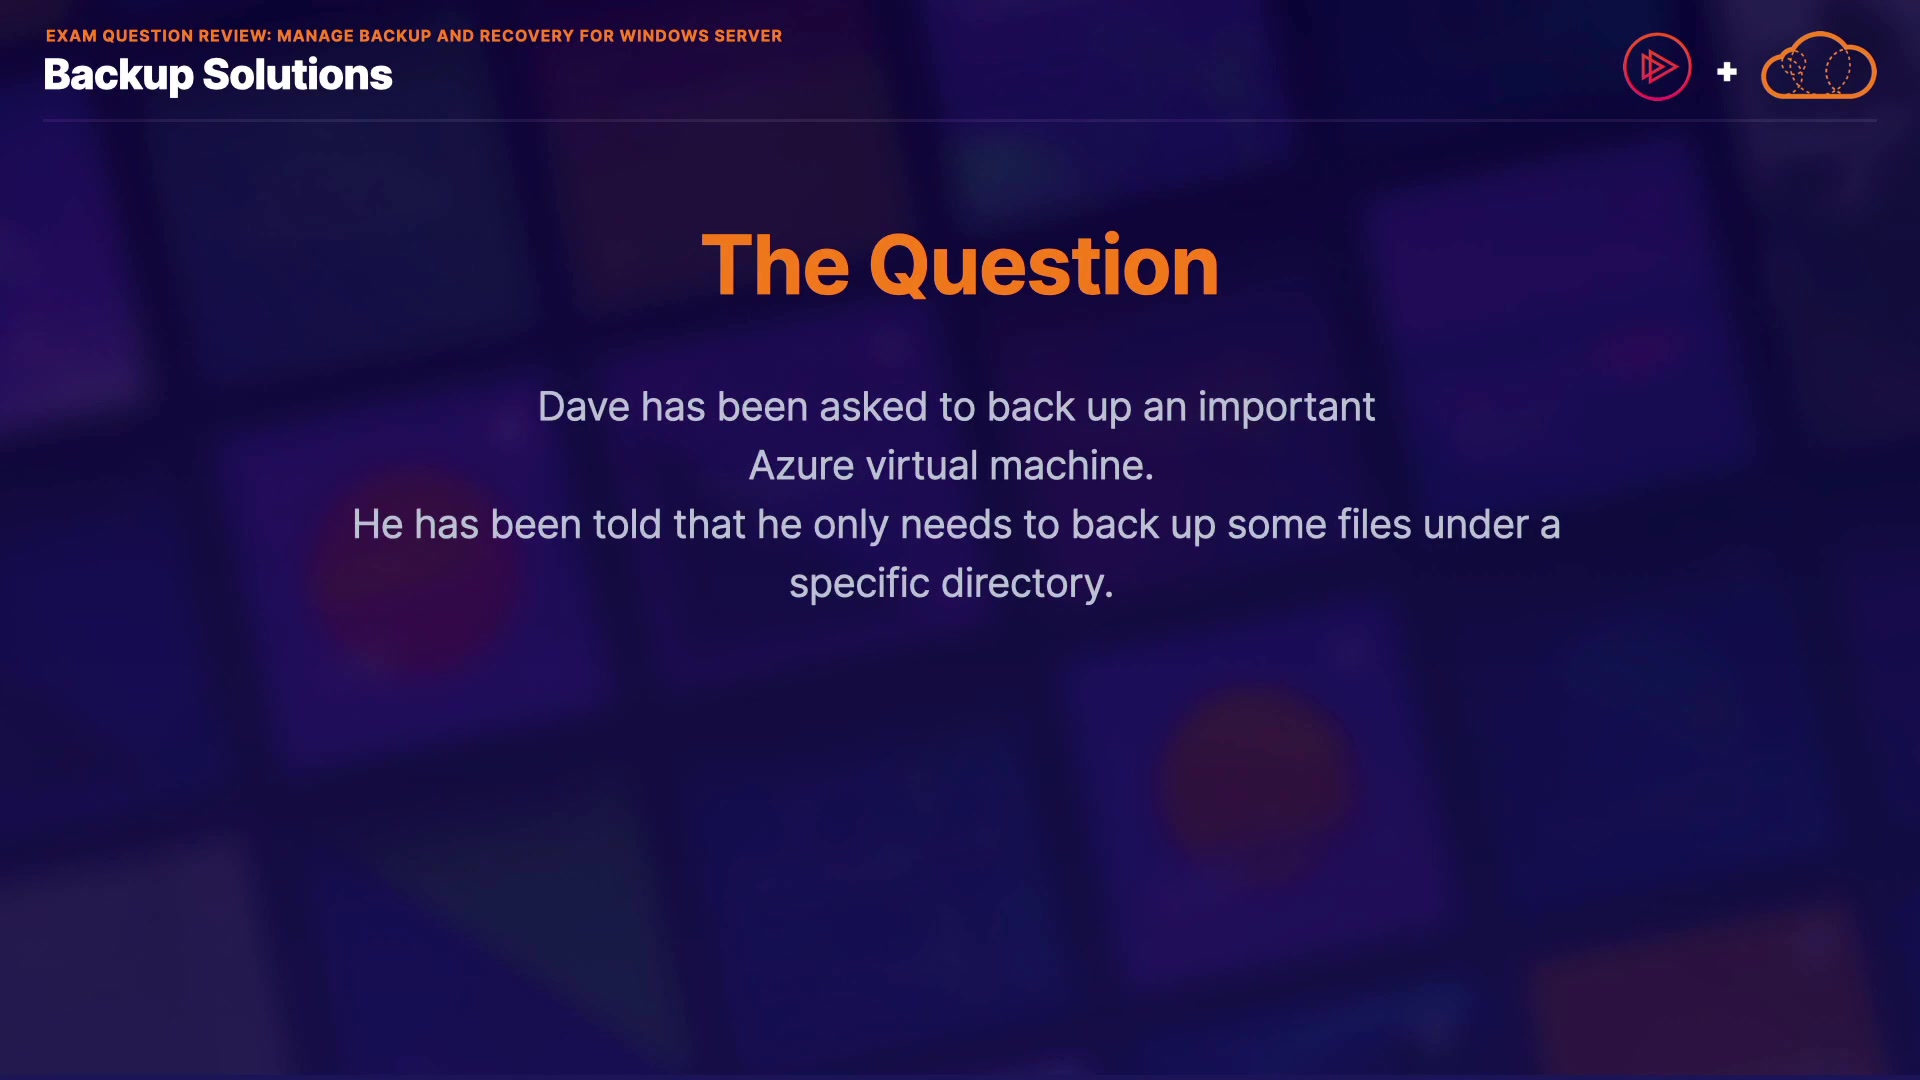 EXAM QUESTION REVIEW: MANAGE BACKUP AND RECOVERY FOR WINDOWS SERVER
Backup Solutions
+
The Question
Dave has been asked to back up an important
Azure virtual machine.
He has been told that he only needs to back up some files under a
specific directory.